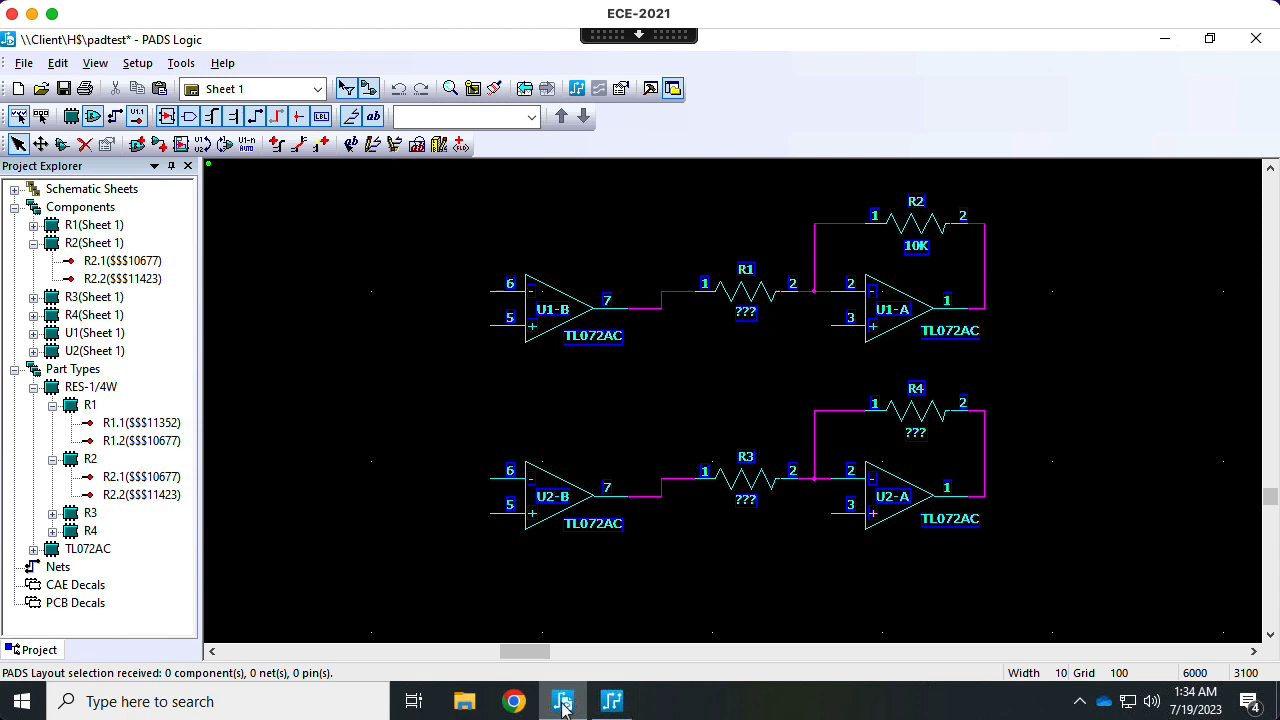 ECE-2021
\\Client\H$\padtest* - PADS Logic
File Edit View Setup Tools Help
Sheet 1
Project Explorer
Schematic Sheets
Components
R1(Sheet 1)
R2(Sheet 1)
R2.1($$$10677)
R2.2($$$11423)
R3(Sheet 1)
R4(Sheet 1)
U1(Sheet 1)
U2(Sheet 1)
Part Types
RES-1/4W
R1
R1.1($$$11352)
R1.2($$$10677)
R2
R2.1($$$10677)
R2.2($$$11423)
R3
R4
TL072AC
Nets
CAE Decals
PCB Decals
Project
R2
1 2
10K
6 - 7
5 +
U1-B
TL072AC
R1
1 2
???
2 - 1
3 +
U1-A
TL072AC
R4
1 2
???
6 - 7
5 +
U2-B
TL072AC
R3
1 2
???
2 - 1
3 +
U2-A
TL072AC
PADS Layout selection received: 0 component(s), 0 net(s), 0 pin(s).
Width 10 Grid 100 6000 3100
Type here to search
1:34 AM
7/19/2023
4